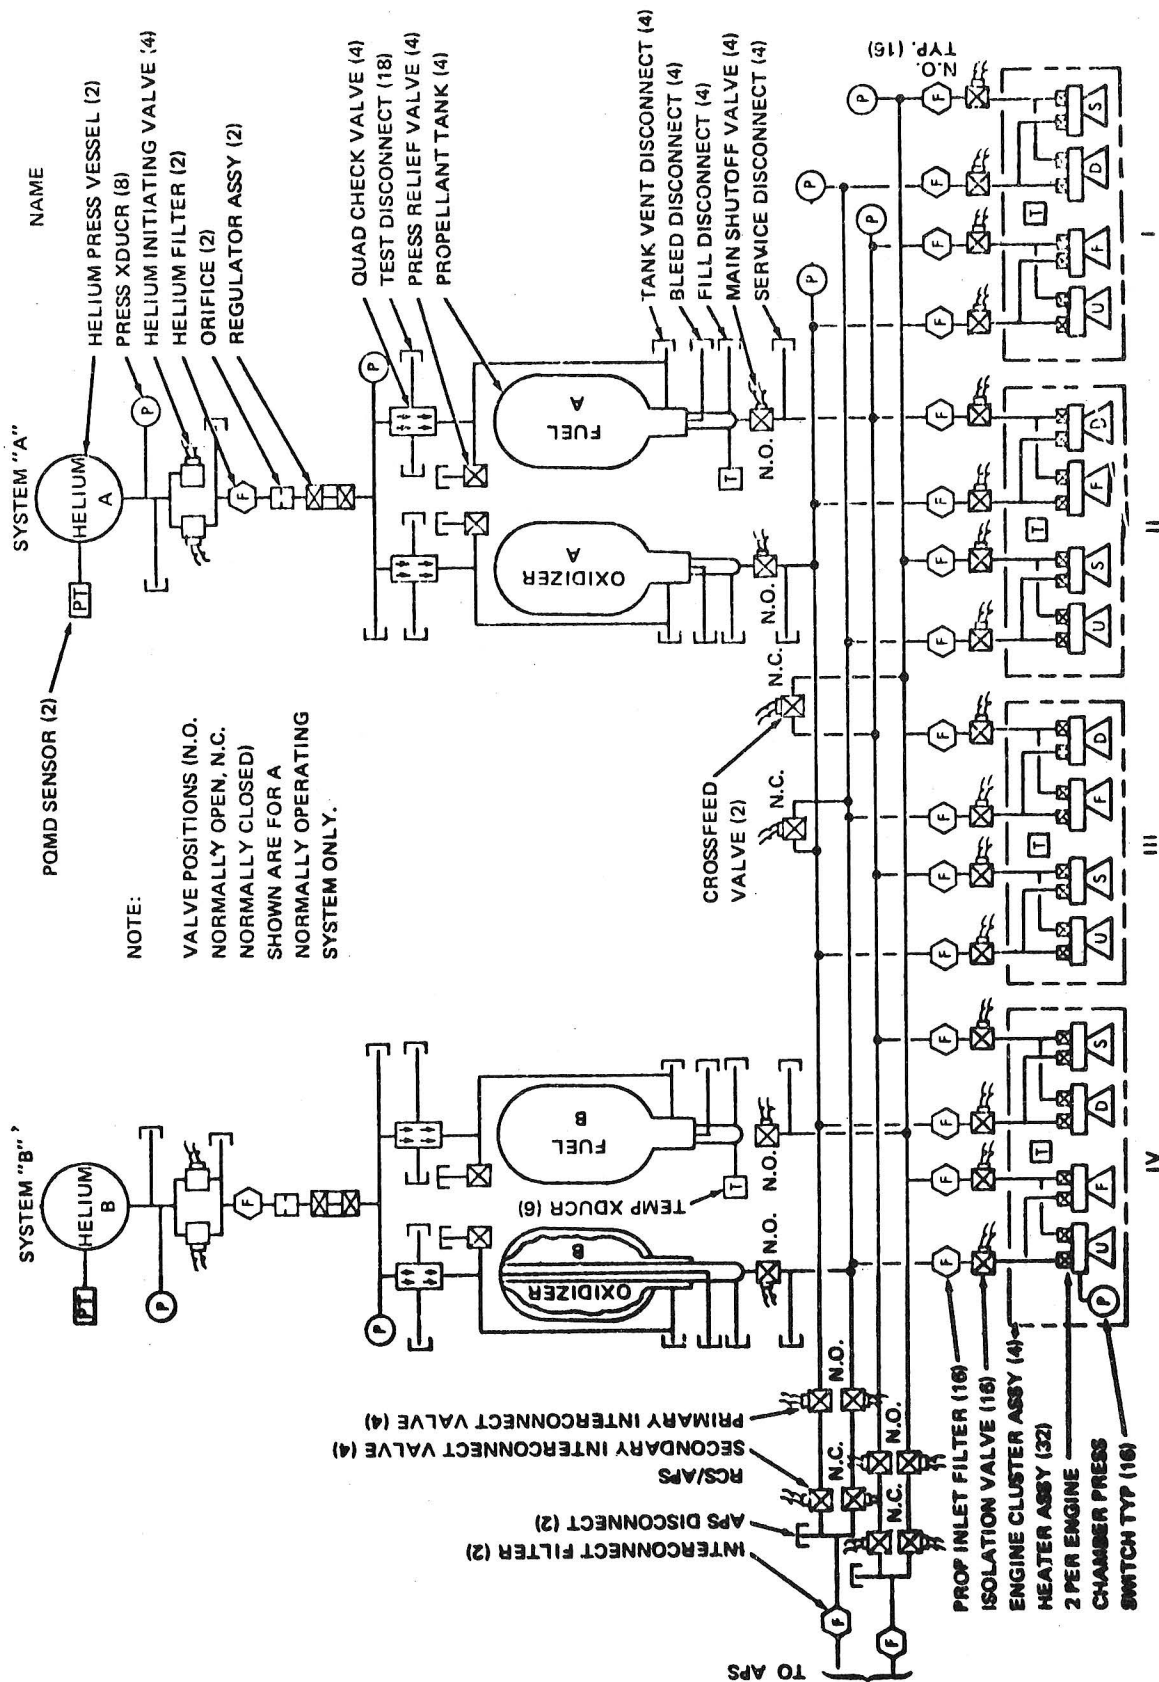 NAME
SYSTEM "A"
HELIUM PRESS VESSEL (2)
PRESS XDUCR (8)
HELIUM INITIATING VALVE (4)
HELIUM FILTER (2)
ORIFICE (2)
REGULATOR ASSY (2)
HELIUM
A
P
PT
F
PQMD SENSOR (2)
NOTE:
VALVE POSITIONS (N.O.
NORMALLY OPEN, N.C.
NORMALLY CLOSED)
SHOWN ARE FOR A
NORMALLY OPERATING
SYSTEM ONLY.
SYSTEM "B"
HELIUM
B
PT
P
F
QUAD CHECK VALVE (4)
TEST DISCONNECT (18)
PRESS RELIEF VALVE (4)
PROPELLANT TANK (4)
P
P
FUEL
A
OXIDIZER
A
FUEL
B
OXIDIZER
B
TANK VENT DISCONNECT (4)
BLEED DISCONNECT (4)
FILL DISCONNECT (4)
MAIN SHUTOFF VALVE (4)
SERVICE DISCONNECT (4)
T
N.O.
N.O.
TEMP XDUCR (6)
T
N.O.
N.O.
CROSSFEED
VALVE (2)
N.C.
N.C.
P
P
P
P
PRIMARY INTERCONNECT VALVE (4)
SECONDARY INTERCONNECT VALVE (4)
RCS/APS
APS DISCONNECT (2)
INTERCONNECT FILTER (2)
N.O.
N.C.
N.O.
N.C.
TO APS
F
F
N.O.
TYP. (16)
F F F F F F F F F F F F F F F F
PROP INLET FILTER (16)
ISOLATION VALVE (16)
ENGINE CLUSTER ASSY (4)
HEATER ASSY (32)
2 PER ENGINE
CHAMBER PRESS
SWITCH TYP (16)
P
T T T T
U F D S
U S F D
U S F D
U F D S
IV III II I